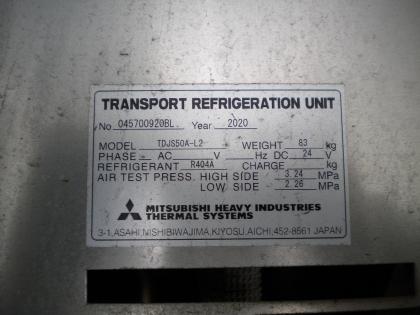 TRANSPORT REFRIGERATION UNIT
No 045700920BL Year 2020
MODEL TDJS50A-L2 WEIGHT 83 kg
PHASE - AC V Hz DC 24 V
REFRIGERANT R404A CHARGE kg
AIR TEST PRESS. HIGH SIDE 3.24 MPa
LOW SIDE 2.26 MPa
MITSUBISHI HEAVY INDUSTRIES
THERMAL SYSTEMS
3-1,ASAHI,NISHIBIWAJIMA,KIYOSU,AICHI,452-8561 JAPAN